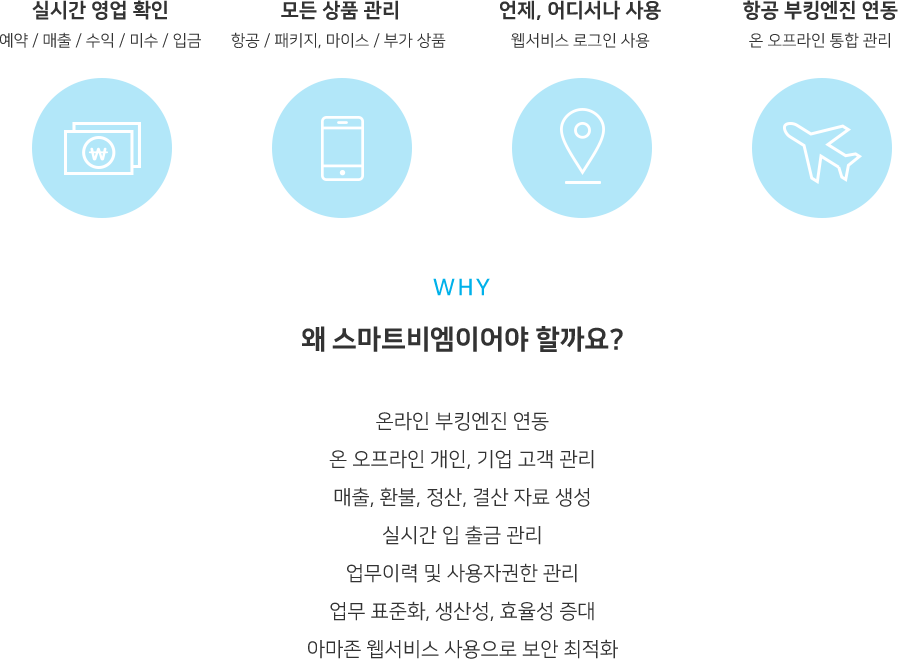 실시간 영업 확인
예약 / 매출 / 수익 / 미수 / 입금
모든 상품 관리
항공 / 패키지, 마이스 / 부가 상품
언제, 어디서나 사용
웹서비스 로그인 사용
항공 부킹엔진 연동
온 오프라인 통합 관리
₩
WHY
왜 스마트비엠이어야 할까요?
온라인 부킹엔진 연동
온 오프라인 개인, 기업 고객 관리
매출, 환불, 정산, 결산 자료 생성
실시간 입 출금 관리
업무이력 및 사용자권한 관리
업무 표준화, 생산성, 효율성 증대
아마존 웹서비스 사용으로 보안 최적화